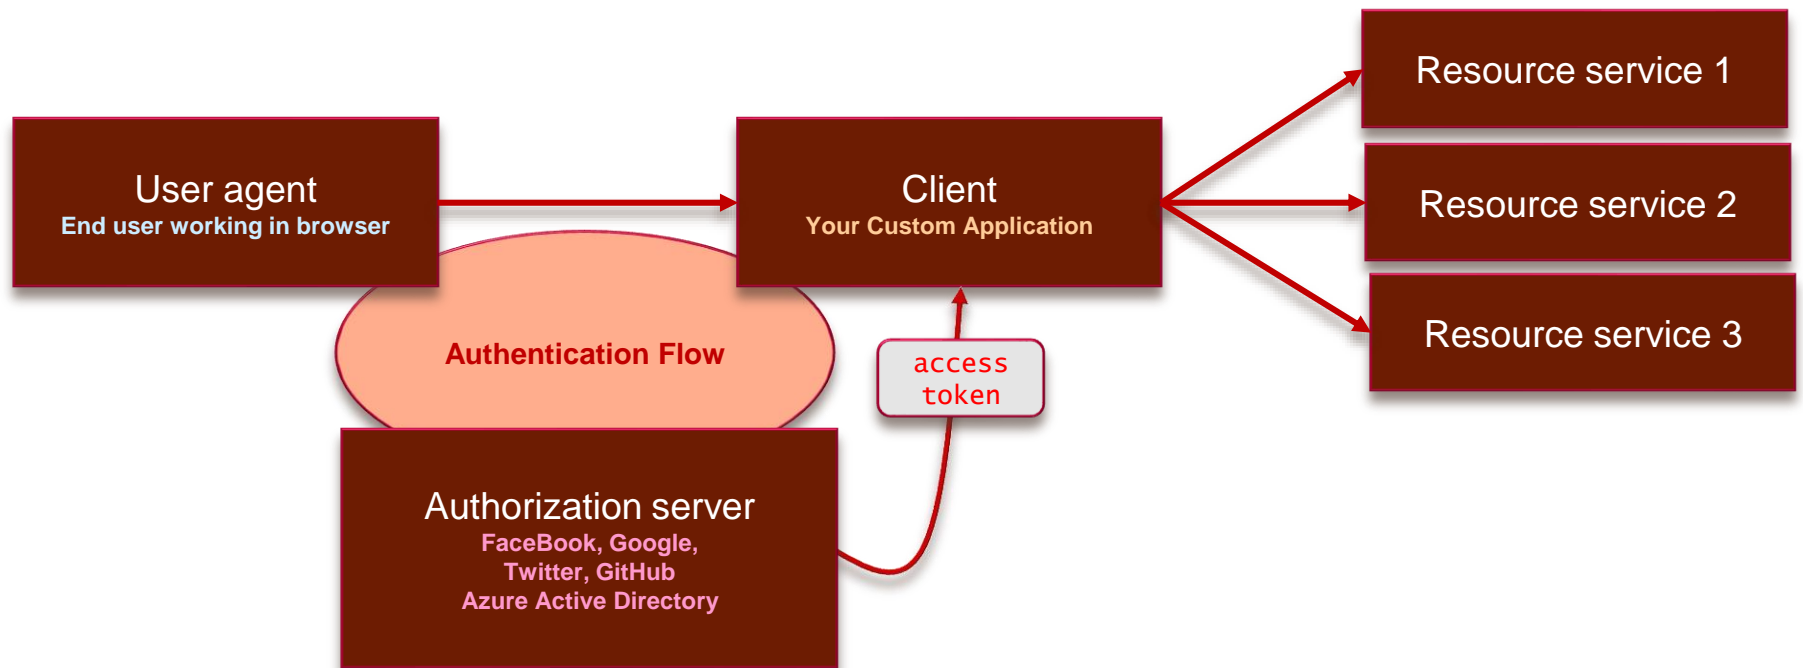 User agent
End user working in browser
Client
Your Custom Application
Resource service 1
Resource service 2
Resource service 3
Authentication Flow
access
token
Authorization server
FaceBook, Google,
Twitter, GitHub
Azure Active Directory